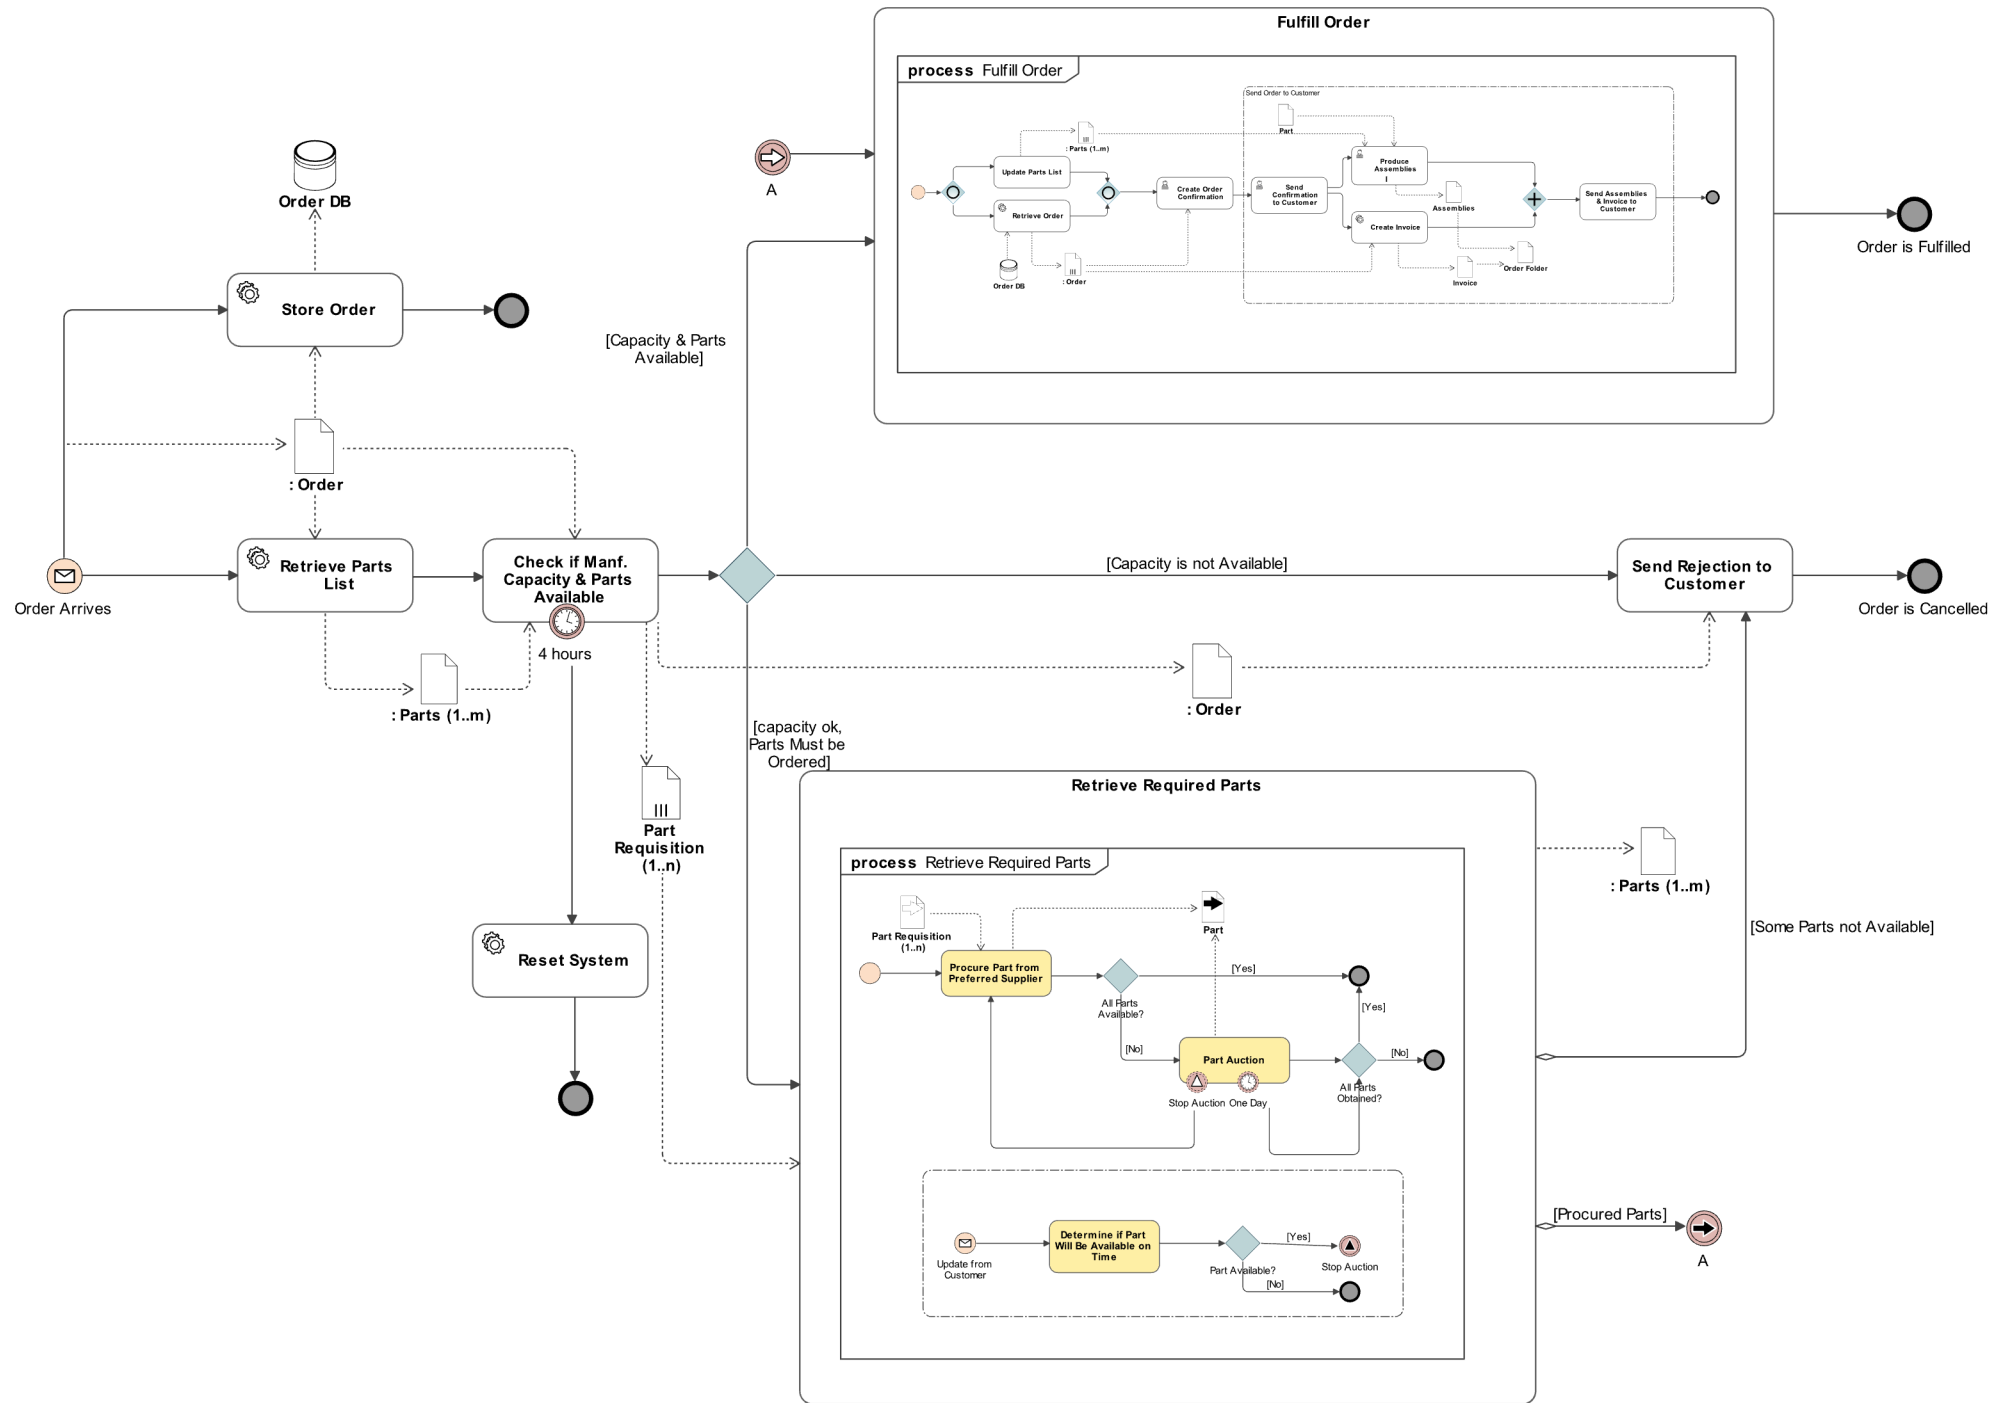 Fulfill Order
process Fulfill Order
Send Order to Customer
Part
: Parts (1..m)
Update Parts List
Retrieve Order
Create Order
Confirmation
Send
Confirmation
to Customer
Produce
Assemblies
Assemblies
Create Invoice
Send Assemblies
& Invoice to
Customer
Order DB
: Order
Invoice
Order Folder
A
Order is Fulfilled
Order DB
Store Order
[Capacity & Parts
Available]
: Order
Order Arrives
Retrieve Parts
List
Check if Manf.
Capacity & Parts
Available
4 hours
: Parts (1..m)
[Capacity is not Available]
Send Rejection to
Customer
Order is Cancelled
: Order
[capacity ok,
Parts Must be
Ordered]
Part
Requisition
(1..n)
Reset System
Retrieve Required Parts
process Retrieve Required Parts
Part Requisition
(1..n)
Part
Procure Part from
Preferred Supplier
All Parts
Available?
[Yes]
[No]
Part Auction
Stop Auction
One Day
All Parts
Obtained?
[Yes]
[No]
Update from
Customer
Determine if Part
Will Be Available on
Time
Part Available?
[Yes]
[No]
Stop Auction
: Parts (1..m)
[Some Parts not Available]
[Procured Parts]
A